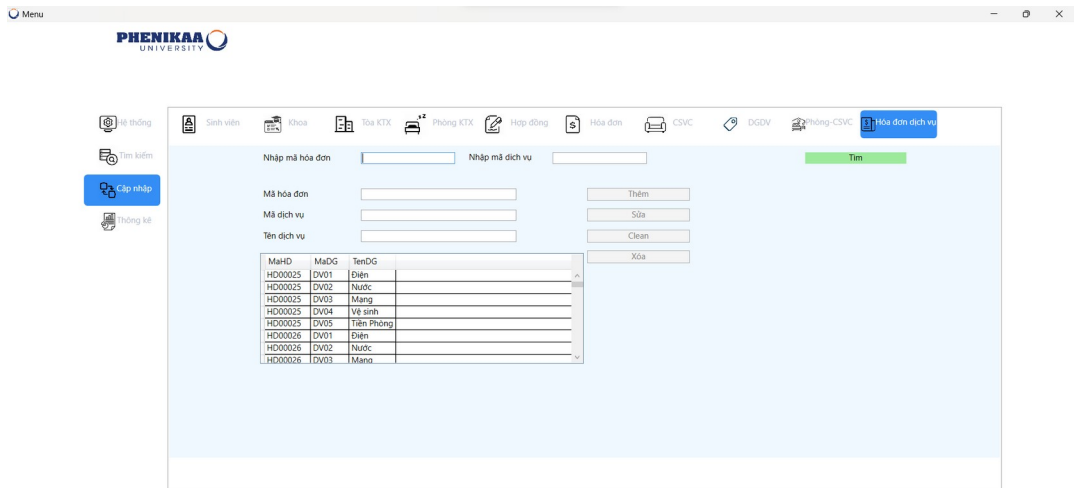 Menu
PHENIKAA
UNIVERSITY
Hệ thống
Tìm kiếm
Cập nhập
Thông kê
Sinh viên
Khoa
Tòa KTX
Phòng KTX
Hợp đồng
Hóa đơn
CSVC
DGDV
Phòng-CSVC
Hóa đơn dịch vụ
Nhập mã hóa đơn
Nhập mã dich vụ
Tìm
Mã hóa đơn
Thêm
Mã dịch vụ
Sửa
Tên dịch vụ
Clean
Xóa
MaHD MaDG TenDG
HD00025 DV01 Điện
HD00025 DV02 Nước
HD00025 DV03 Mạng
HD00025 DV04 Vệ sinh
HD00025 DV05 Tiền Phòng
HD00026 DV01 Điện
HD00026 DV02 Nước
HD00026 DV03 Mạng